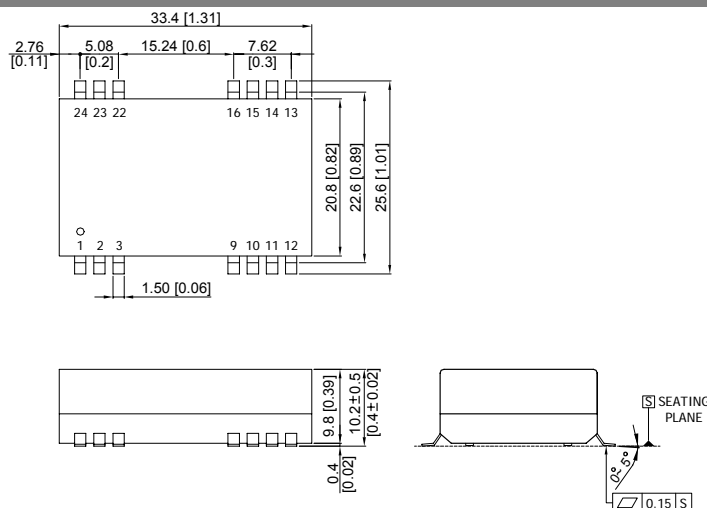 33.4 [1.31]
2.76
[0.11]
5.08
[0.2]
15.24 [0.6]
7.62
[0.3]
24 23 22
16 15 14 13
20.8 [0.82]
22.6 [0.89]
25.6 [1.01]
1 2 3
9 10 11 12
1.50 [0.06]
9.8 [0.39]
10.2±0.5
[0.4±0.02]
0.4
[0.02]
S SEATING
PLANE
0°~ 5°
0.15 S